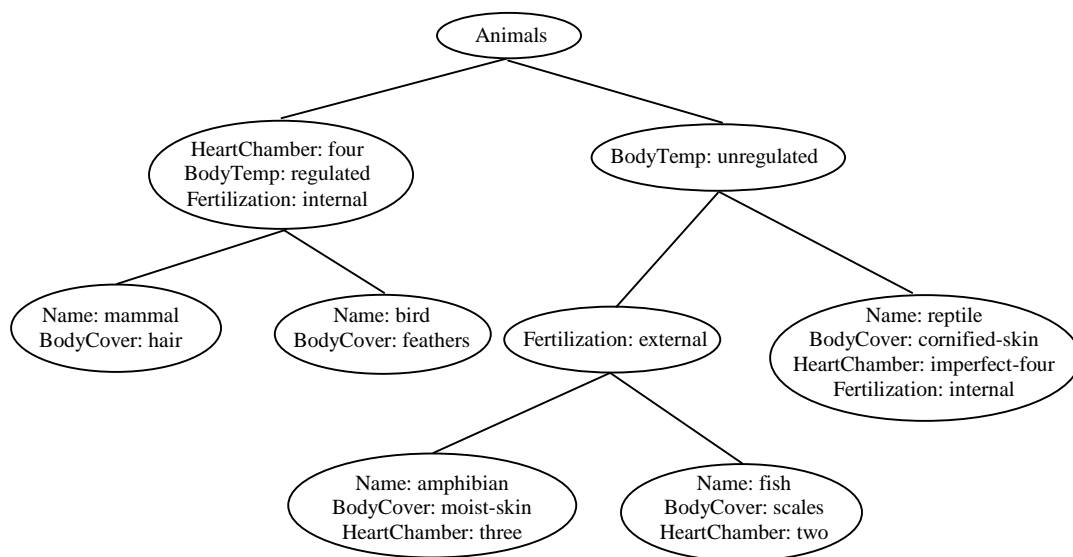 Animals
HeartChamber: four
BodyTemp: regulated
Fertilization: internal
BodyTemp: unregulated
Name: mammal
BodyCover: hair
Name: bird
BodyCover: feathers
Fertilization: external
Name: reptile
BodyCover: cornified-skin
HeartChamber: imperfect-four
Fertilization: internal
Name: amphibian
BodyCover: moist-skin
HeartChamber: three
Name: fish
BodyCover: scales
HeartChamber: two